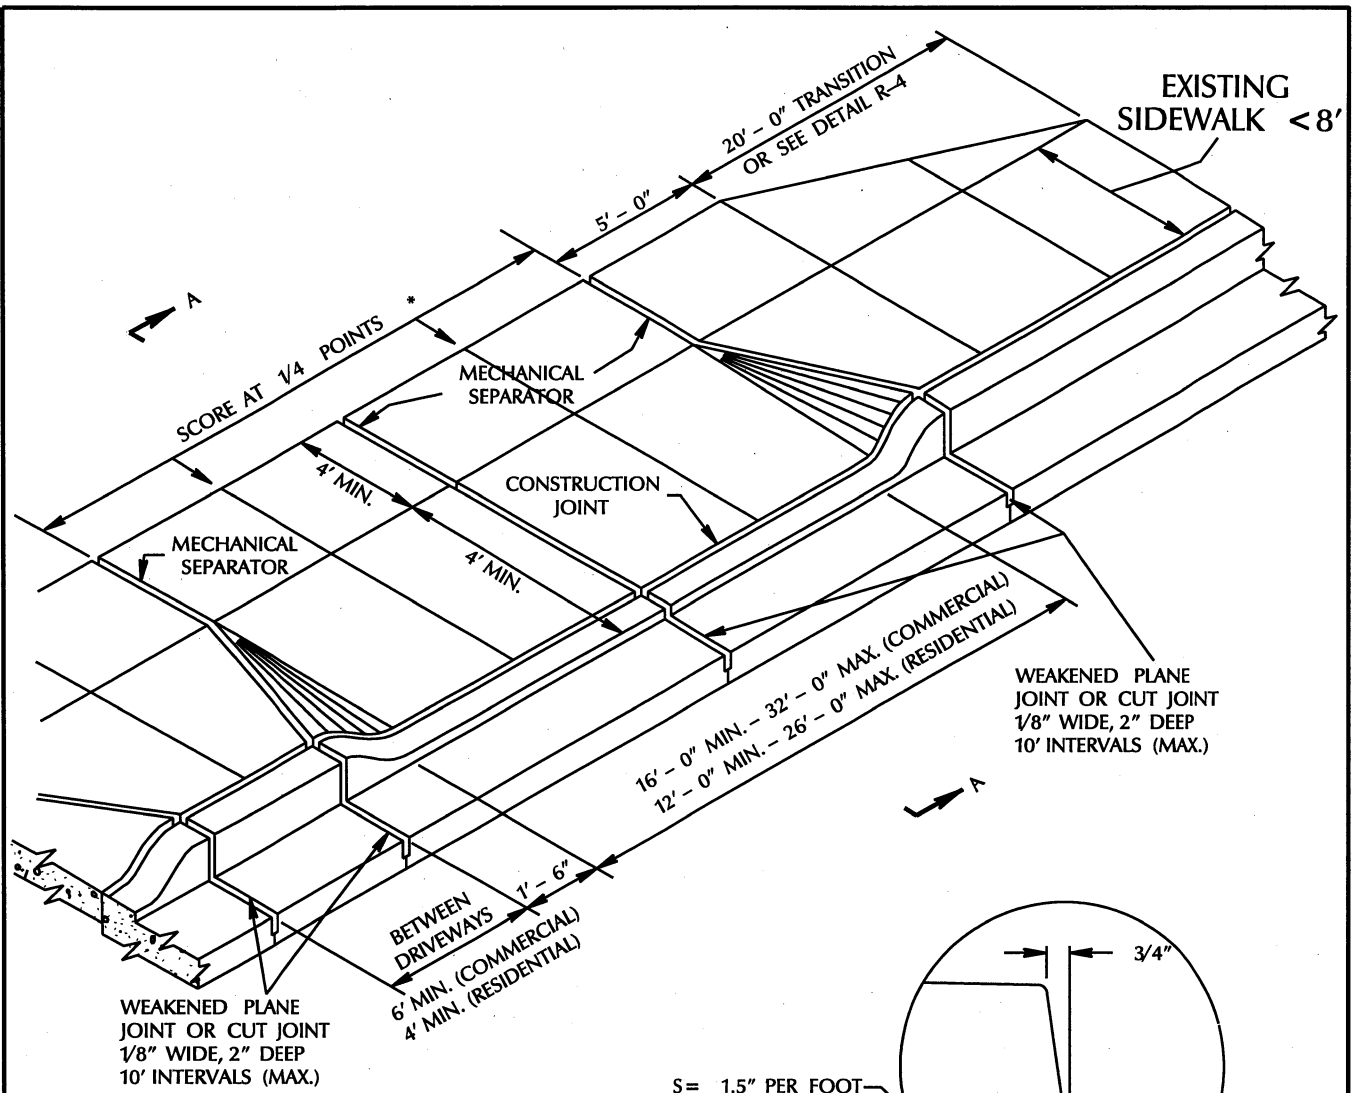 20' – 0" TRANSITION
OR SEE DETAIL R–4
EXISTING
SIDEWALK <8'
5' – 0"
A
SCORE AT 1/4 POINTS *
MECHANICAL
SEPARATOR
4' MIN.
CONSTRUCTION
JOINT
MECHANICAL
SEPARATOR
4' MIN.
16' – 0" MIN. – 32' – 0" MAX. (COMMERCIAL)
12' – 0" MIN. – 26' – 0" MAX. (RESIDENTIAL)
WEAKENED PLANE
JOINT OR CUT JOINT
1/8" WIDE, 2" DEEP
10' INTERVALS (MAX.)
A
1' – 6"
BETWEEN
DRIVEWAYS
6' MIN. (COMMERCIAL)
4' MIN. (RESIDENTIAL)
3/4"
WEAKENED PLANE
JOINT OR CUT JOINT
1/8" WIDE, 2" DEEP
10' INTERVALS (MAX.)
S= 1.5" PER FOOT